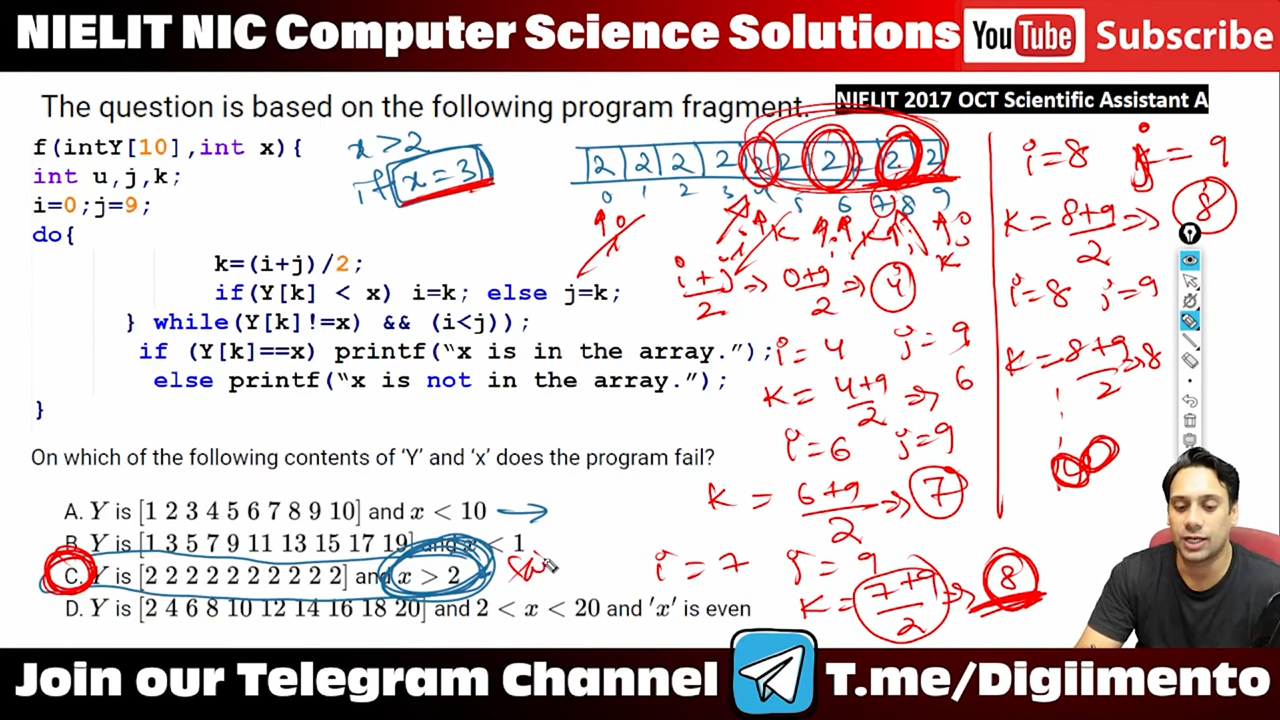 NIELIT NIC Computer Science Solutions YouTube Subscribe
The question is based on the following program fragment.
NIELIT 2017 OCT Scientific Assistant A
f(intY[10],int x){
int u,j,k;
i=0;j=9;
do{
k=(i+j)/2;
if(Y[k] < x) i=k; else j=k;
} while(Y[k]!=x) && (i<j));
if (Y[k]==x) printf(“x is in the array.”);
else printf(“x is not in the array.”);
}
x>2
if x=3
2 2 2 2 2 2 2 2 2 2
0 1 2 3 4 5 6 7 8 9
i+j/2 => 0+9/2 => 4
i=4 j=9
K = 4+9/2 => 6
i=6 j=9
K = 6+9/2 => 7
i=7 j=9
K = 7+9/2 => 8
i=8 j=9
K = 8+9/2 => 8
i=8 j=9
K = 8+9/2 → 8
On which of the following contents of ‘Y’ and ‘x’ does the program fail?
A. Y is [1 2 3 4 5 6 7 8 9 10] and x < 10
B. Y is [1 3 5 7 9 11 13 15 17 19] and x < 1
C. Y is [2 2 2 2 2 2 2 2 2 2] and x > 2
D. Y is [2 4 6 8 10 12 14 16 18 20] and 2 < x < 20 and 'x' is even
Join our Telegram Channel T.me/Digiimento